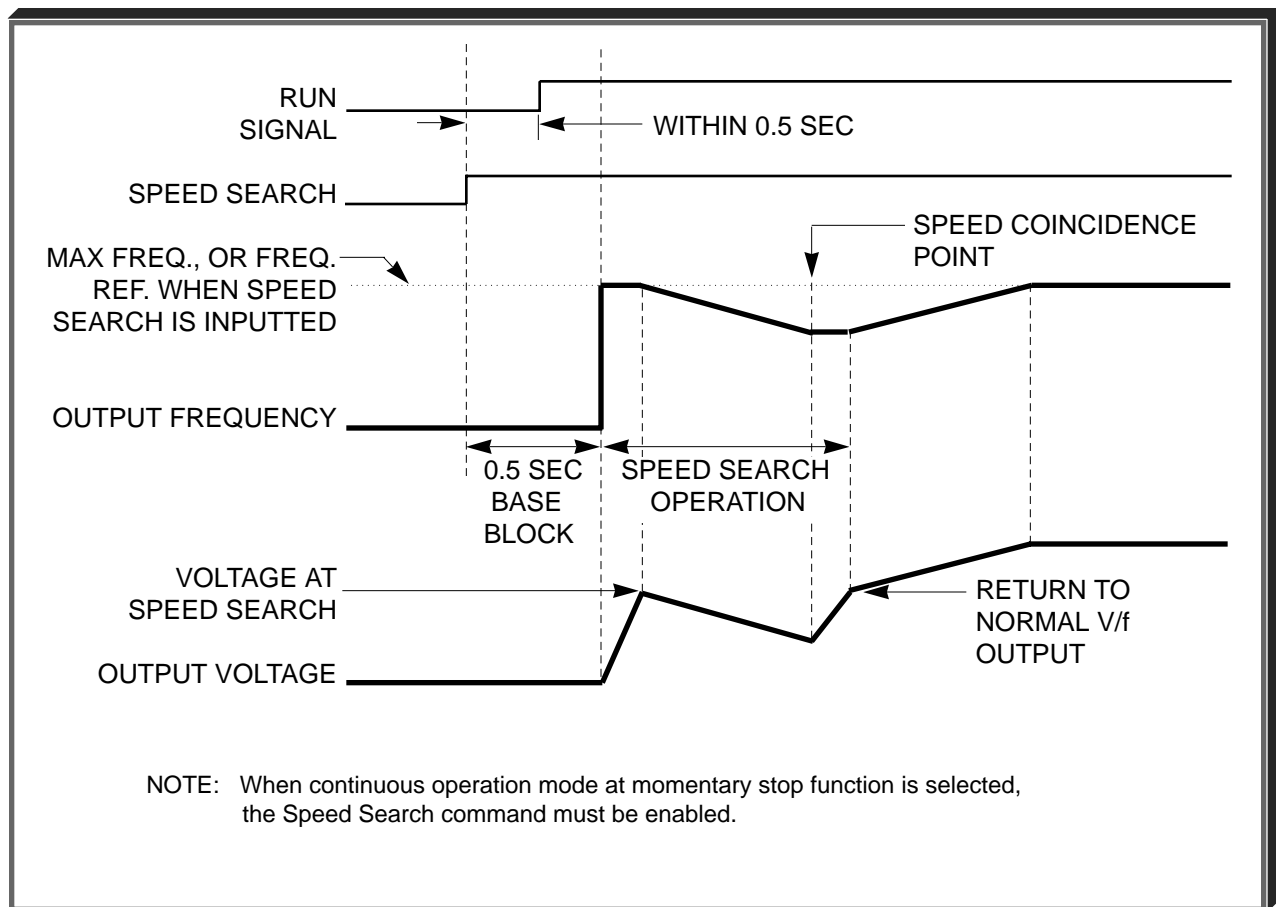 RUN
SIGNAL
WITHIN 0.5 SEC
SPEED SEARCH
SPEED COINCIDENCE
POINT
MAX FREQ., OR FREQ.
REF. WHEN SPEED
SEARCH IS INPUTTED
OUTPUT FREQUENCY
0.5 SEC
BASE
BLOCK
SPEED SEARCH
OPERATION
VOLTAGE AT
SPEED SEARCH
RETURN TO
NORMAL V/f
OUTPUT
OUTPUT VOLTAGE
NOTE: When continuous operation mode at momentary stop function is selected,
the Speed Search command must be enabled.